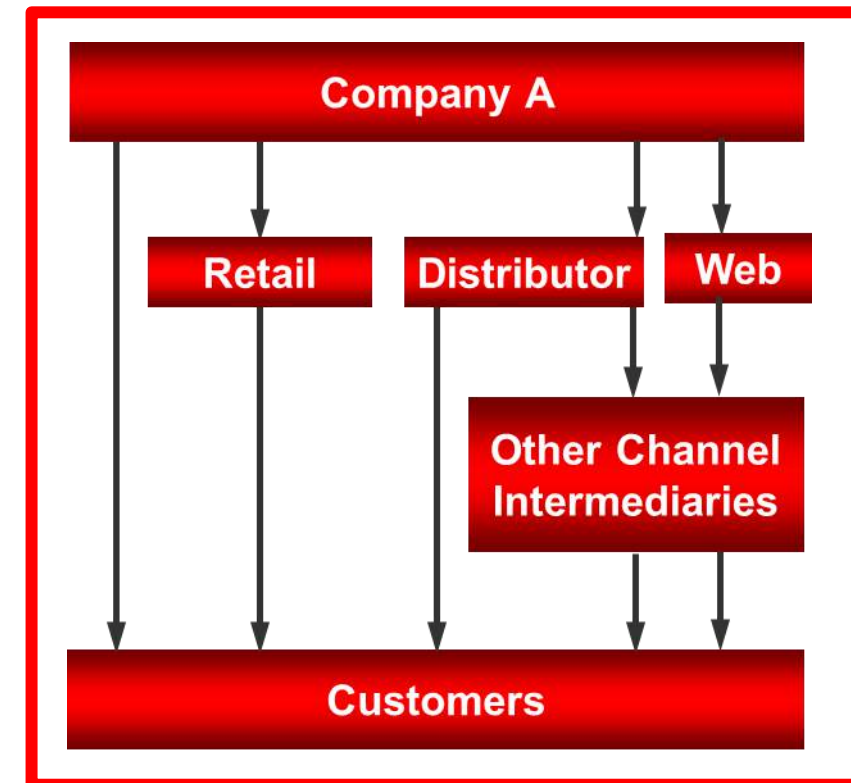 Company A
Retail
Distributor
Web
Other Channel
Intermediaries
Customers